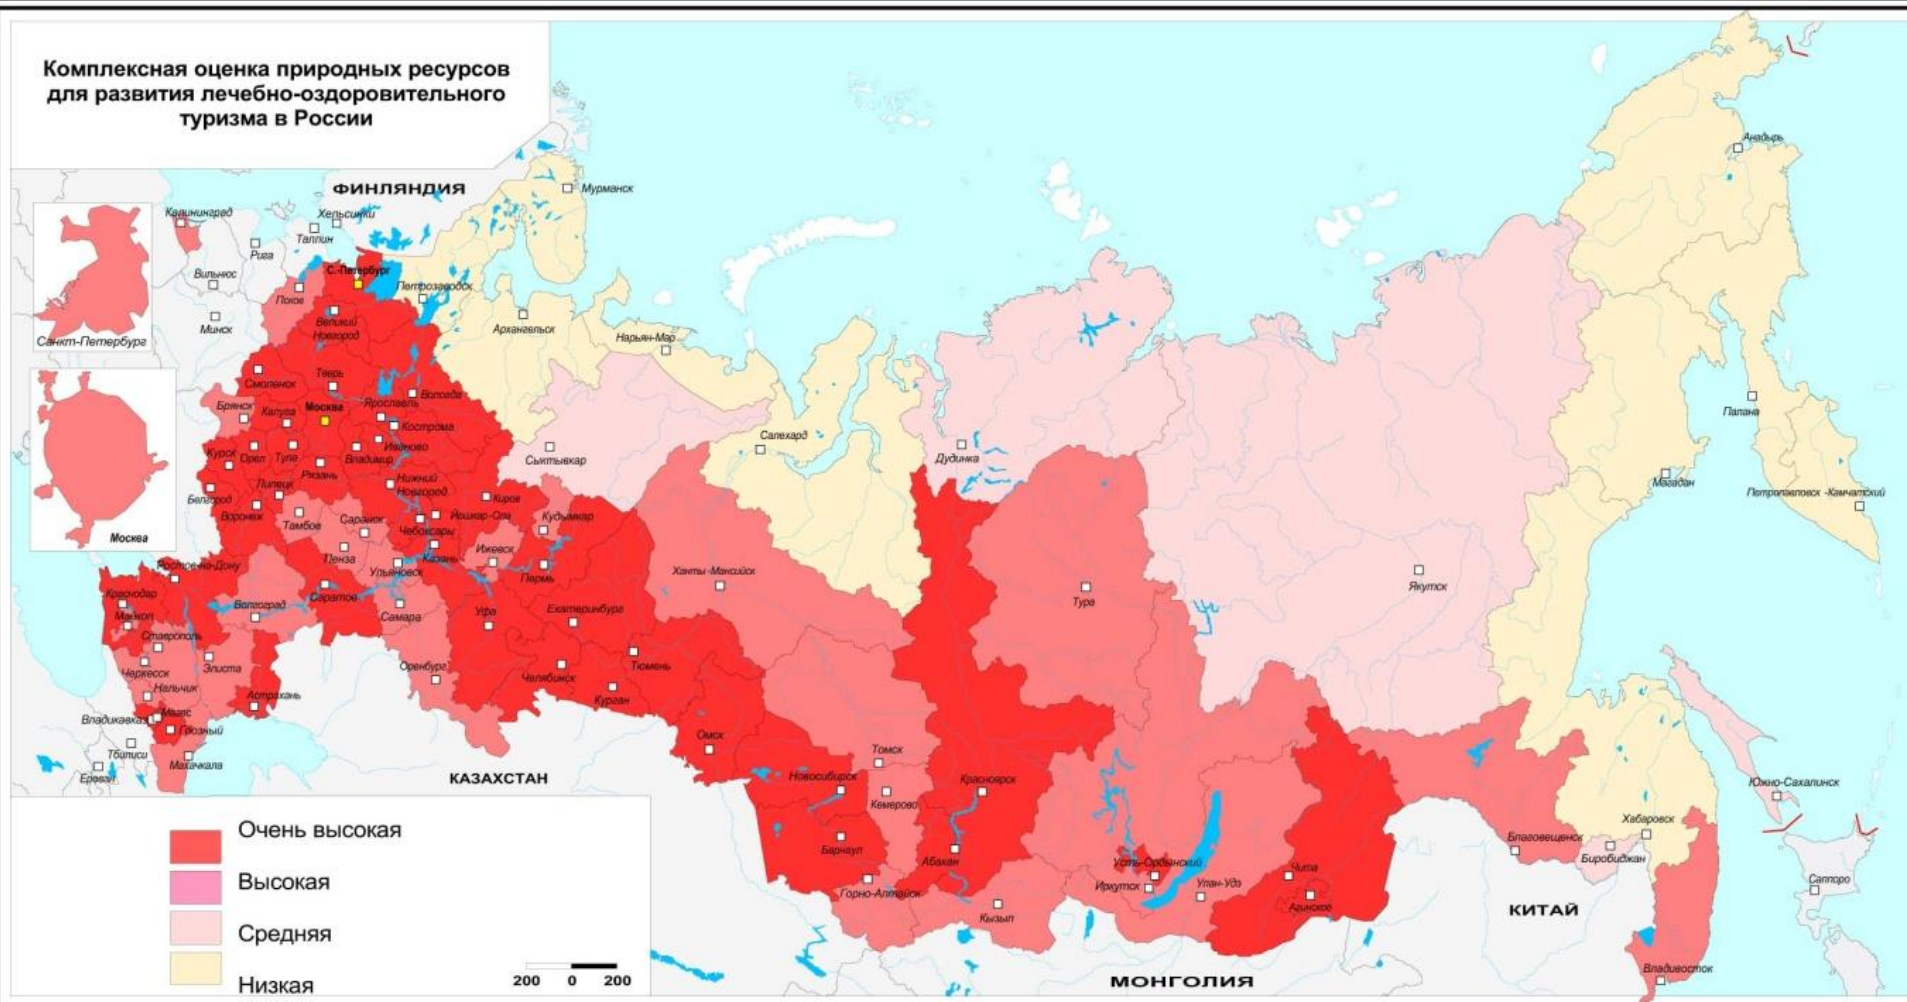 Комплексная оценка природных ресурсов
для развития лечебно-оздоровительного
туризма в России
Анадырь
ФИНЛЯНДИЯ
Мурманск
Калининград
Хельсинки
Таллин
Рига
С.-Петербург
Вильнюс
Петрозаводск
Псков
Минск
Великий
Новгород
Архангельск
Нарьян-Мар
Санкт-Петербург
Тверь
Смоленск
Вологда
Ярославль
Брянск
Калуга
Москва
Палана
Кострома
Салехард
Иваново
Курск
Орел
Тула
Владимир
Сыктывкар
Дудинка
Рязань
Нижний
Новгород
Липецк
Магадан
Белгород
Киров
Петропавловск-Камчатский
Воронеж
Йошкар-Ола
Кудымкар
Тамбов
Саранск
Чебоксары
Москва
Ижевск
Пенза
Казань
Ростов-на-Дону
Ульяновск
Пермь
Ханты-Мансийск
Якутск
Краснодар
Саратов
Волгоград
Тура
Майкоп
Самара
Уфа
Екатеринбург
Ставрополь
Элиста
Оренбург
Тюмень
Черкесск
Челябинск
Нальчик
Астрахань
Курган
Магас
Владикавказ
Грозный
Омск
Тбилиси
Махачкала
Томск
Ереван
КАЗАХСТАН
Новосибирск
Красноярск
Южно-Сахалинск
Кемерово
Хабаровск
Очень высокая
Благовещенск
Барнаул
Абакан
Усть-Ордынский
Биробиджан
Чита
Высокая
Горно-Алтайск
Иркутск
Улан-Удэ
Саппоро
Агинское
КИТАЙ
Кызыл
Средняя
Владивосток
200 0 200
МОНГОЛИЯ
Низкая